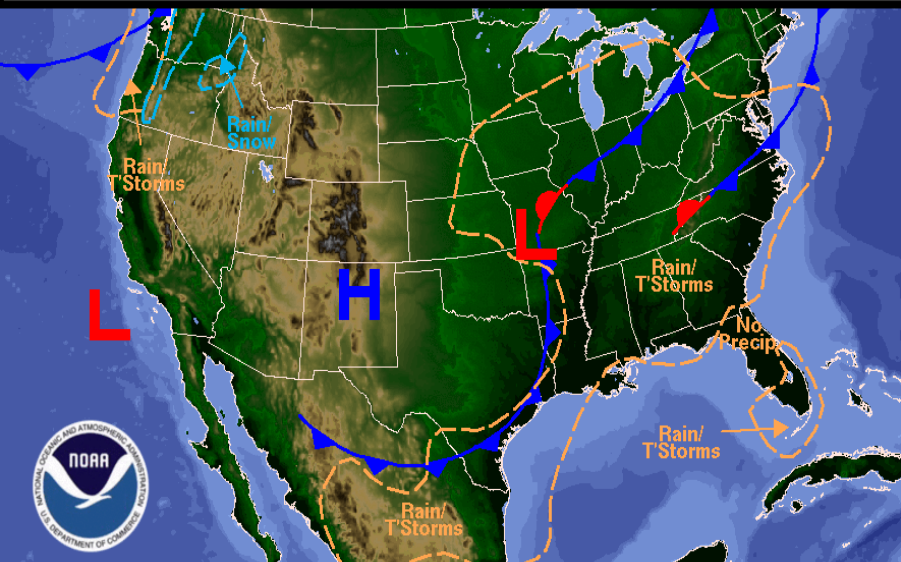 Rain/
Snow
Rain/
T'Storms
L
H
L
Rain/
T'Storms
No
Precip
Rain/
T'Storms
Rain/
T'Storms
NATIONAL OCEANIC AND ATMOSPHERIC ADMINISTRATION
NOAA
U.S. DEPARTMENT OF COMMERCE